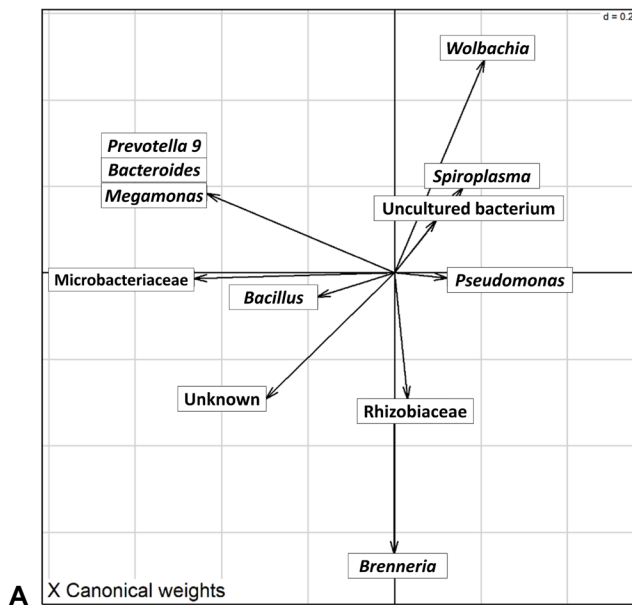 d = 0.2
Wolbachia
Prevotella 9
Bacteroides
Megamonas
Spiroplasma
Uncultured bacterium
Microbacteriaceae
Bacillus
Pseudomonas
Unknown
Rhizobiaceae
Brenneria
A
X Canonical weights